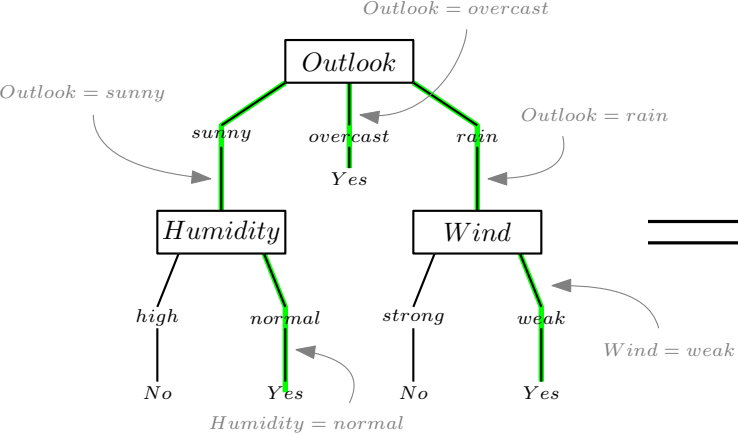 Outlook = overcast
Outlook
Outlook = sunny
Outlook = rain
sunny
overcast
rain
Yes
Humidity
Wind
high
normal
strong
weak
Wind = weak
No
Yes
No
Yes
Humidity = normal